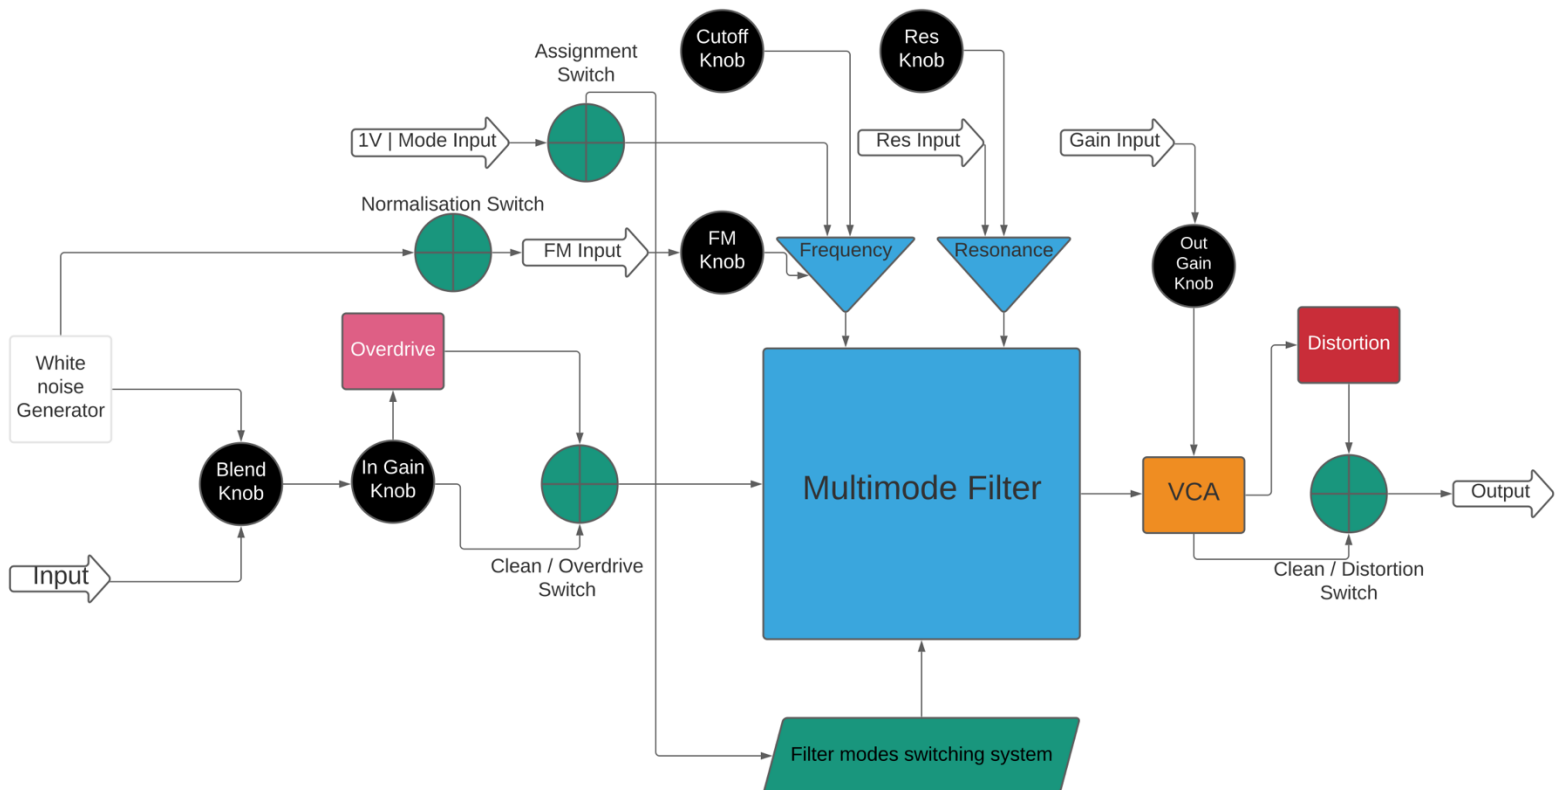 Cutoff
Knob
Res
Knob
Assignment
Switch
1V | Mode Input
Res Input
Gain Input
Normalisation Switch
FM Input
FM
Knob
Frequency
Resonance
Out
Gain
Knob
White
noise
Generator
Overdrive
Distortion
Blend
Knob
In Gain
Knob
Multimode Filter
VCA
Output
Input
Clean / Overdrive
Switch
Clean / Distortion
Switch
Filter modes switching system